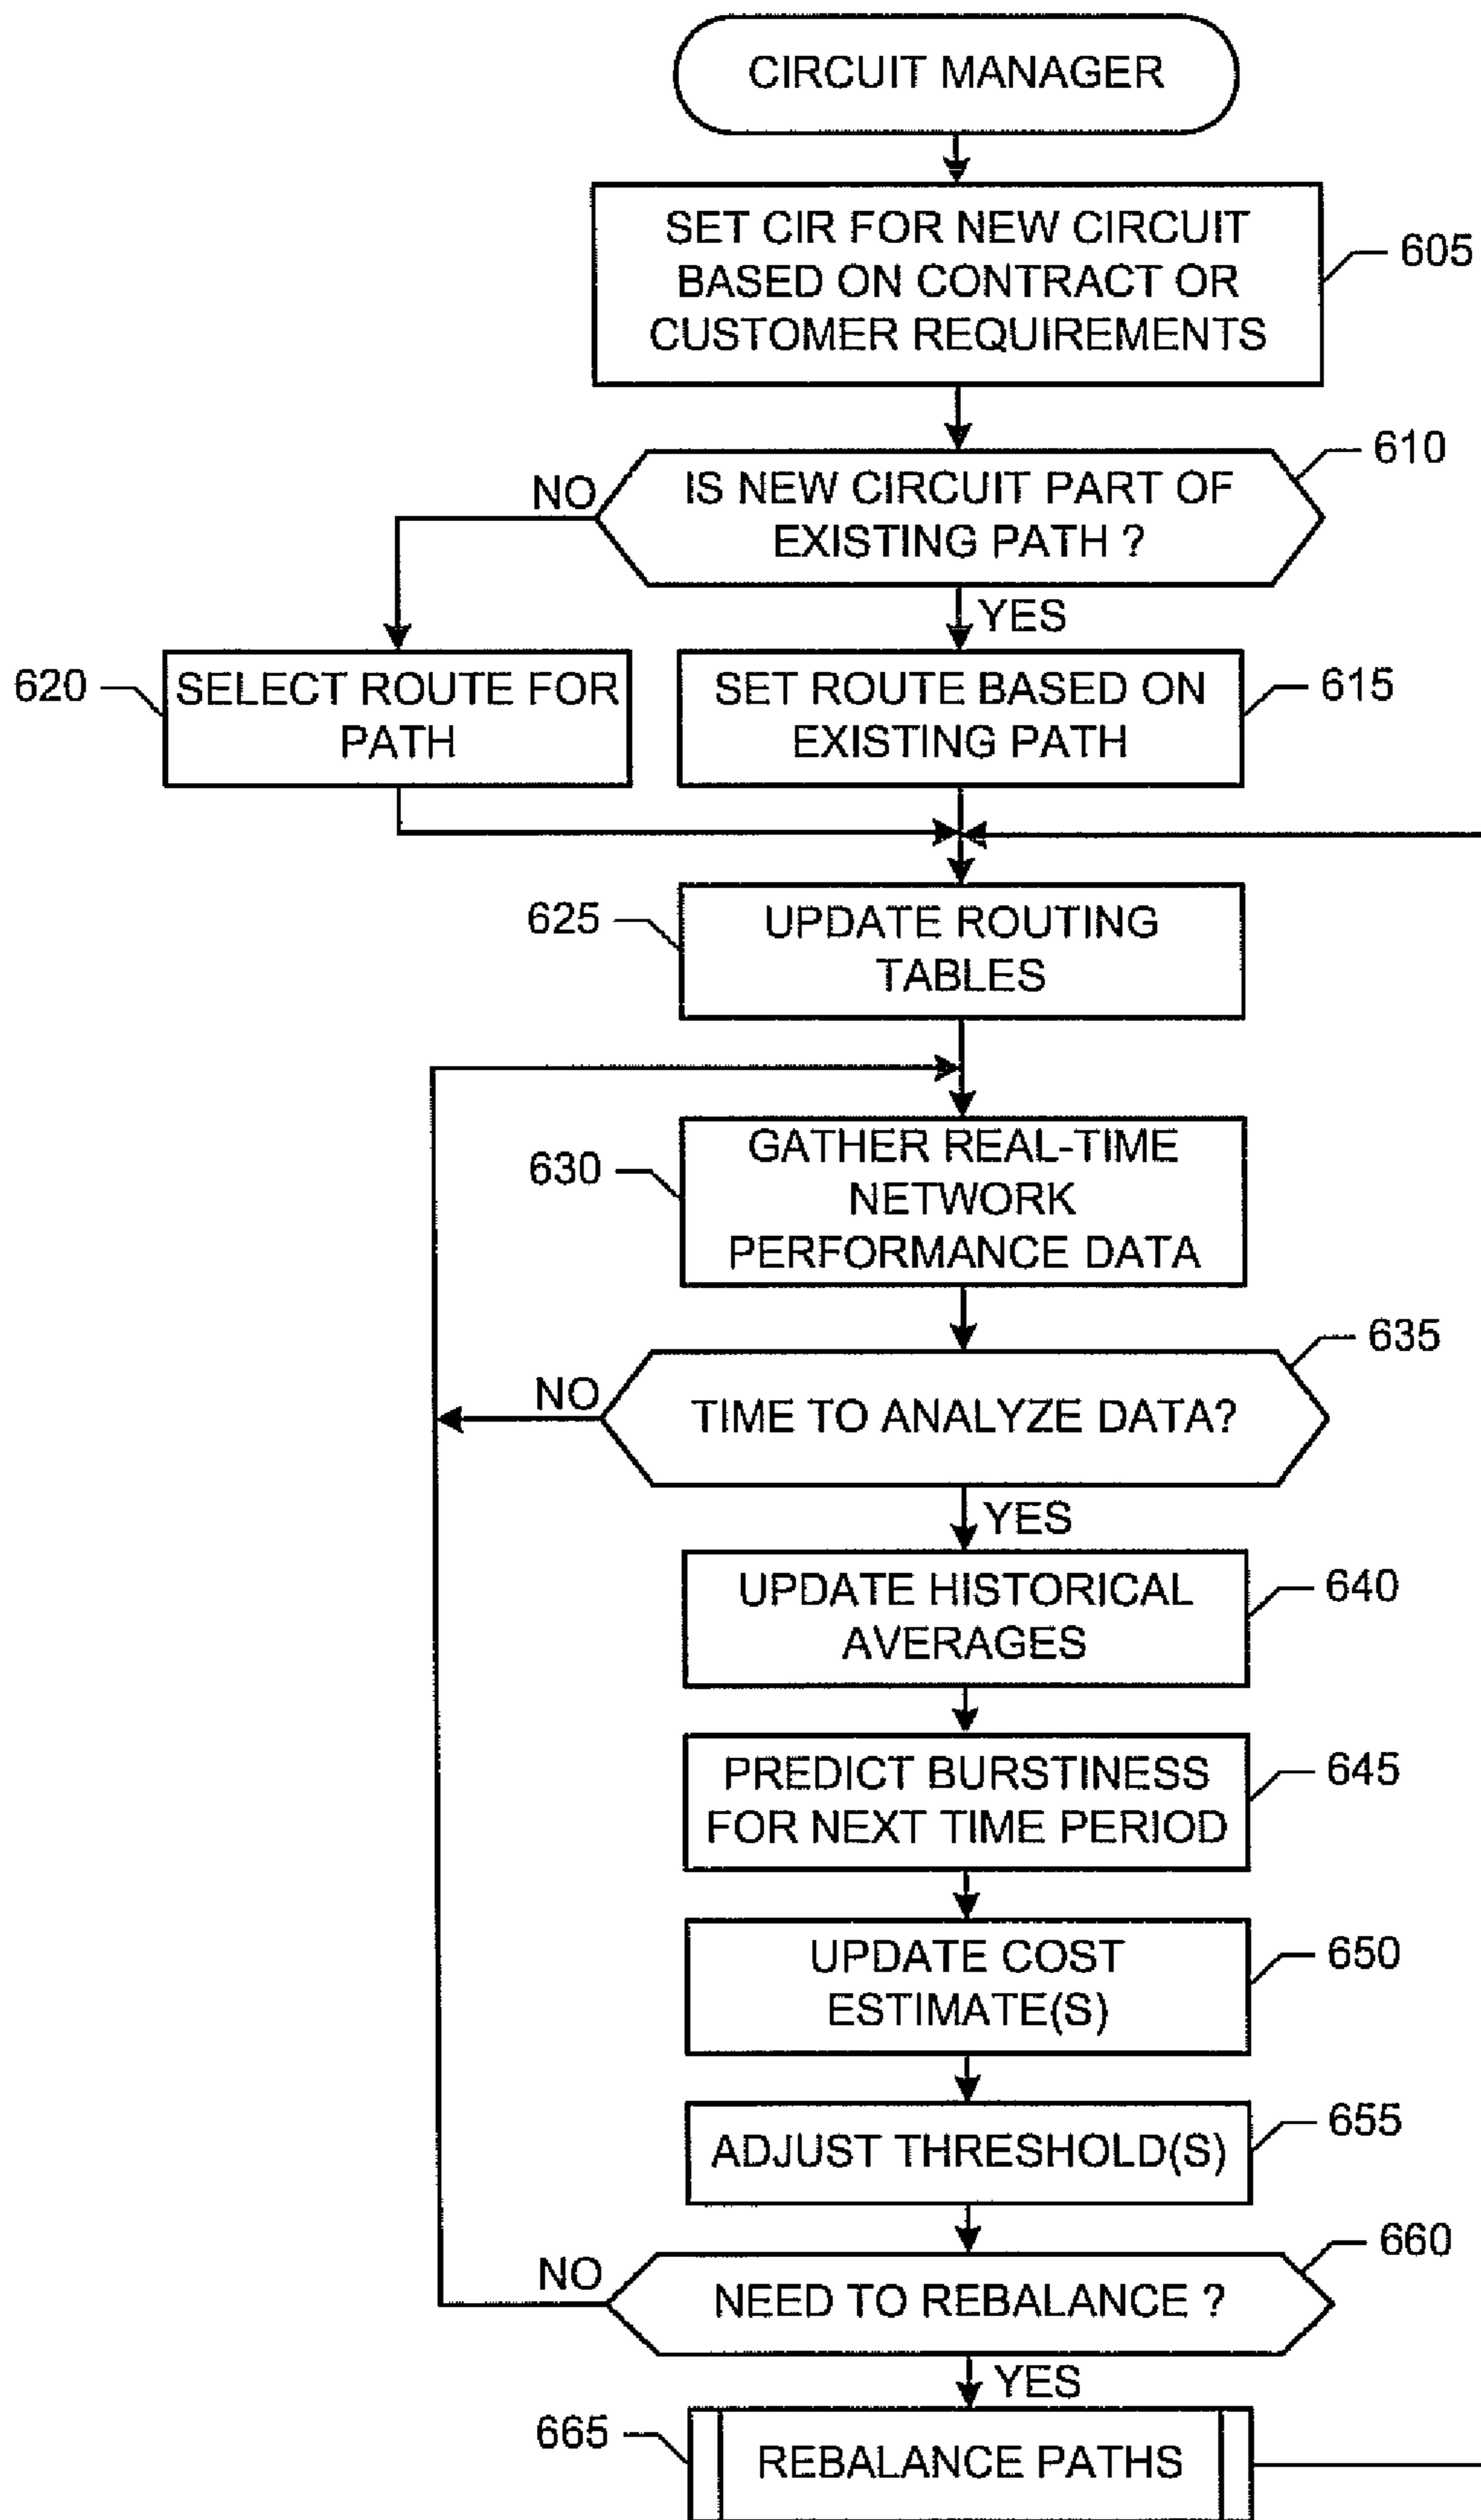 CIRCUIT MANAGER
SET CIR FOR NEW CIRCUIT
BASED ON CONTRACT OR
CUSTOMER REQUIREMENTS
605
610
NO
IS NEW CIRCUIT PART OF
EXISTING PATH ?
YES
620
SELECT ROUTE FOR
PATH
SET ROUTE BASED ON
EXISTING PATH
615
625
UPDATE ROUTING
TABLES
630
GATHER REAL-TIME
NETWORK
PERFORMANCE DATA
635
NO
TIME TO ANALYZE DATA?
YES
UPDATE HISTORICAL
AVERAGES
640
PREDICT BURSTINESS
FOR NEXT TIME PERIOD
645
UPDATE COST
ESTIMATE(S)
650
ADJUST THRESHOLD(S)
655
660
NO
NEED TO REBALANCE ?
YES
665
REBALANCE PATHS